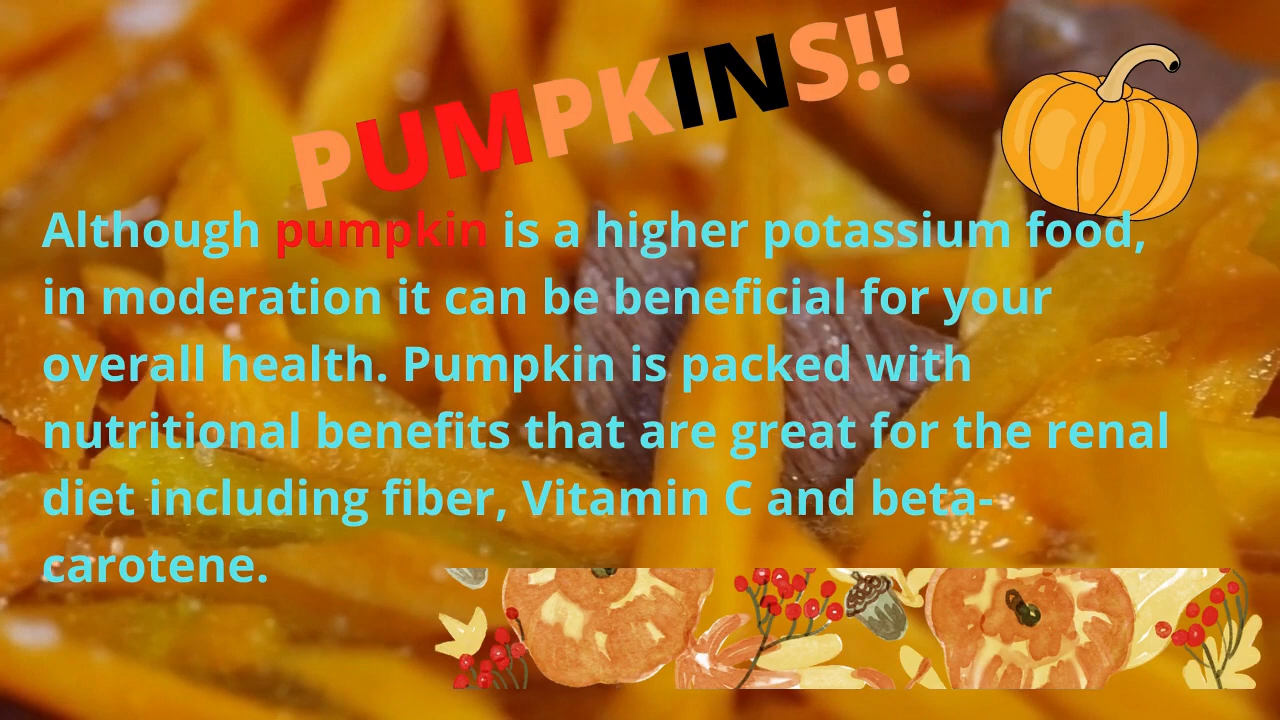 PUMPKINS!!
Although pumpkin is a higher potassium food,
in moderation it can be beneficial for your
overall health. Pumpkin is packed with
nutritional benefits that are great for the renal
diet including fiber, Vitamin C and beta-
carotene.